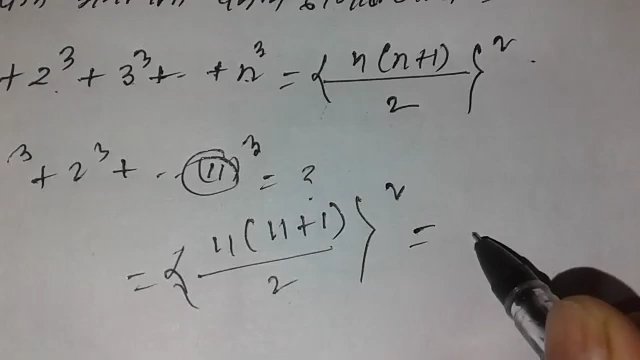 + 2³ + 3³ + - + n³ = { n(n+1) / 2 }²
³ + 2³ + - - (11)³ = ?
= { 11(11+1) / 2 }² =